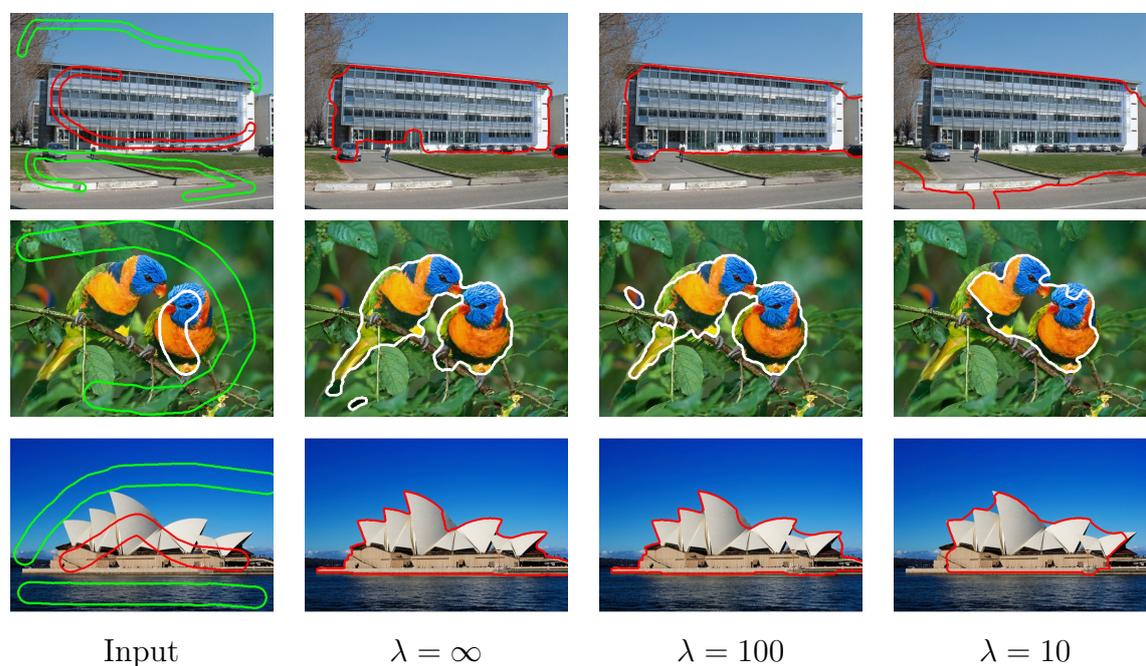 Input λ = ∞ λ = 100 λ = 10